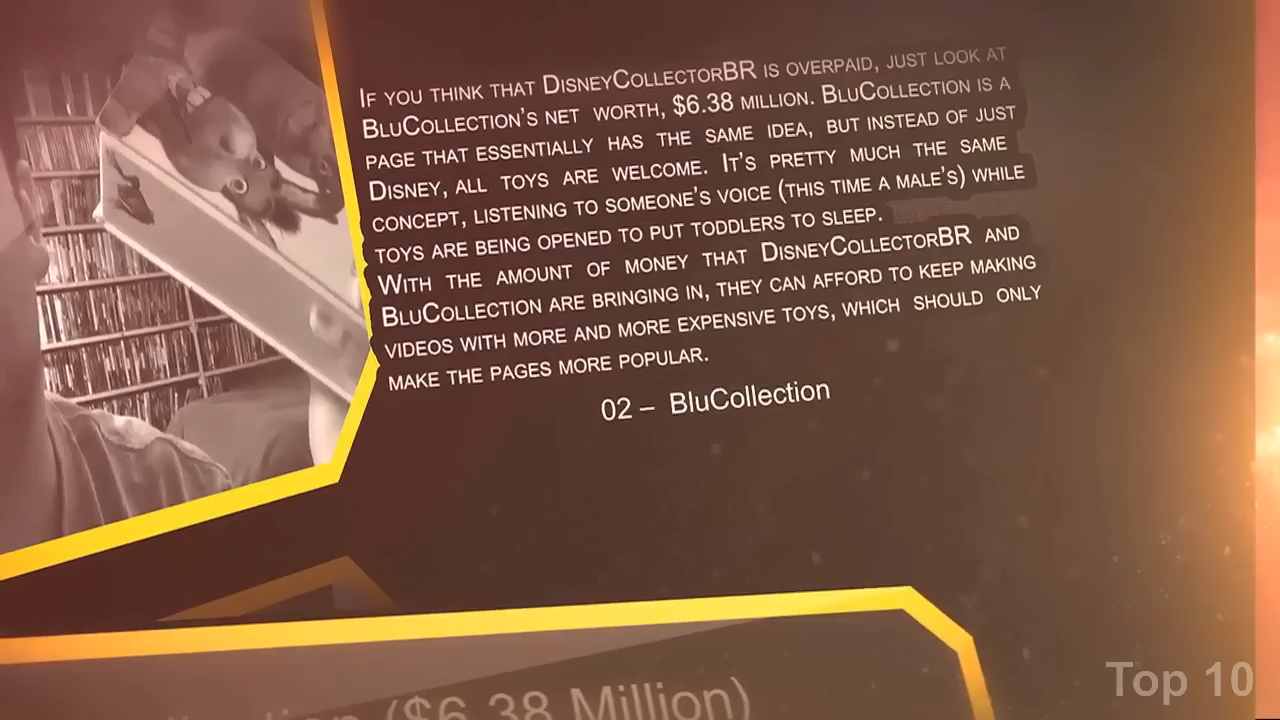 If you think that DisneyCollectorBR is overpaid, just look at
BluCollection's net worth, $6.38 million. BluCollection is a
page that essentially has the same idea, but instead of just
Disney, all toys are welcome. It's pretty much the same
concept, listening to someone's voice (this time a male's) while
toys are being opened to put toddlers to sleep.
With the amount of money that DisneyCollectorBR and
BluCollection are bringing in, they can afford to keep making
videos with more and more expensive toys, which should only
make the pages more popular.
02 – BluCollection
($6.38 Million)
Top 10